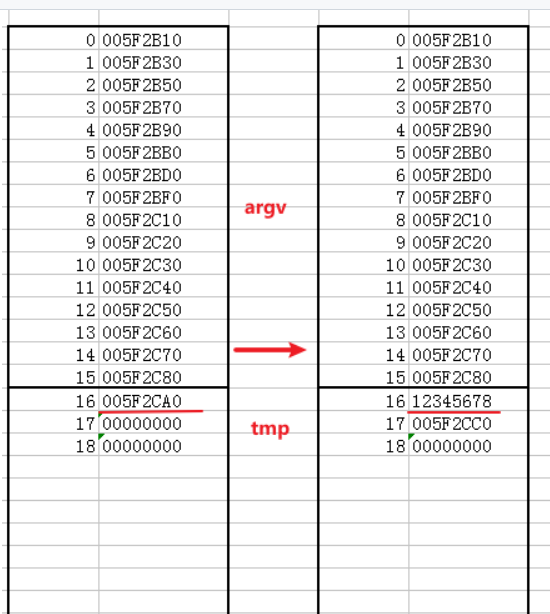 0 005F2B10 0 005F2B10
1 005F2B30 1 005F2B30
2 005F2B50 2 005F2B50
3 005F2B70 3 005F2B70
4 005F2B90 4 005F2B90
5 005F2BB0 5 005F2BB0
6 005F2BD0 6 005F2BD0
7 005F2BF0 7 005F2BF0
argv
8 005F2C10 8 005F2C10
9 005F2C20 9 005F2C20
10 005F2C30 10 005F2C30
11 005F2C40 11 005F2C40
12 005F2C50 12 005F2C50
13 005F2C60 13 005F2C60
14 005F2C70 14 005F2C70
15 005F2C80 15 005F2C80
16 005F2CA0 16 12345678
17 00000000 17 005F2CC0
tmp
18 00000000 18 00000000